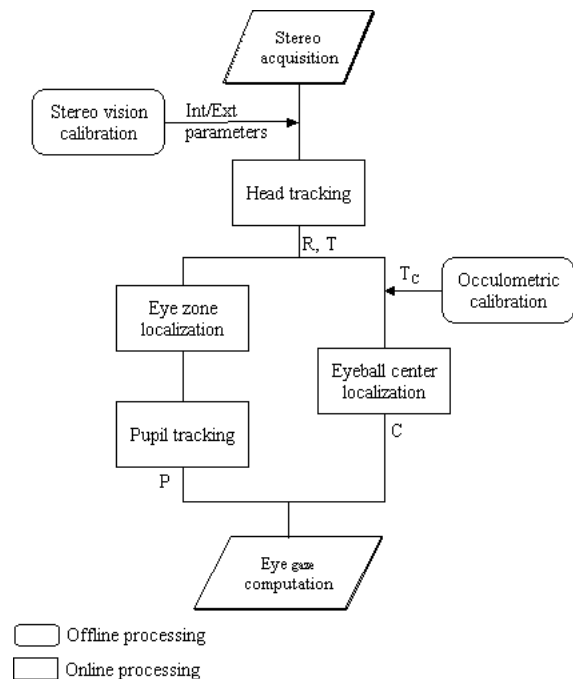 Stereo
acquisition
Stereo vision
calibration
Int/Ext
parameters
Head tracking
R, T
Eye zone
localization
Tc
Occulometric
calibration
Eyeball center
localization
Pupil tracking
P
C
Eye gaze
computation
Offline processing
Online processing